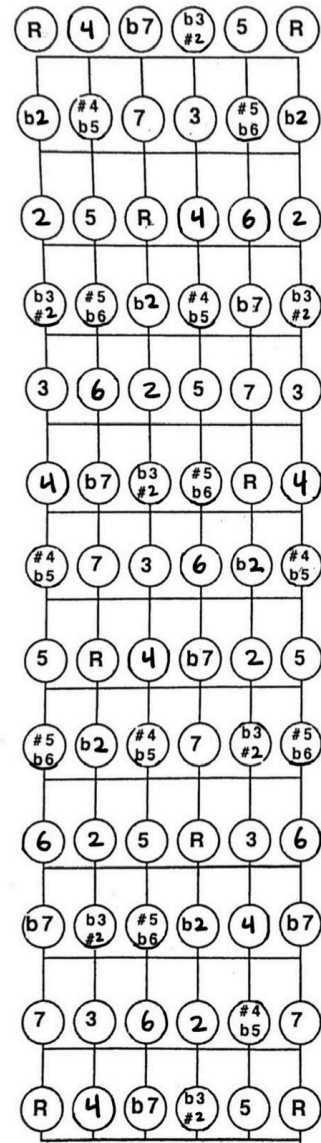 R 4 b7 b3 #2 5 R
b2 #4 b5 7 3 #5 b6 b2
2 5 R 4 6 2
b3 #2 #5 b6 b2 #4 b5 b7 b3 #2
3 6 2 5 7 3
4 b7 b3 #2 #5 b6 R 4
#4 b5 7 3 6 b2 #4 b5
5 R 4 b7 2 5
#5 b6 b2 #4 b5 7 b3 #2 #5 b6
6 2 5 R 3 6
b7 b3 #2 #5 b6 b2 4 b7
7 3 6 2 #4 b5 7
R 4 b7 b3 #2 5 R